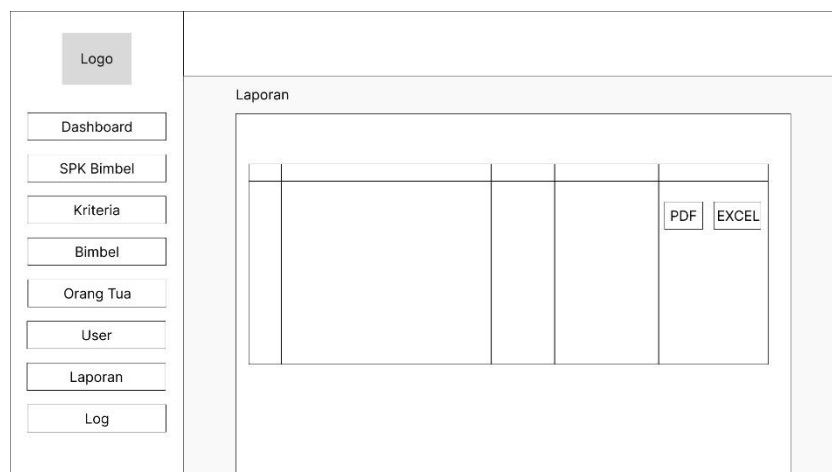 Logo
Dashboard
SPK Bimbel
Kriteria
Bimbel
Orang Tua
User
Laporan
Log
Laporan
PDF EXCEL